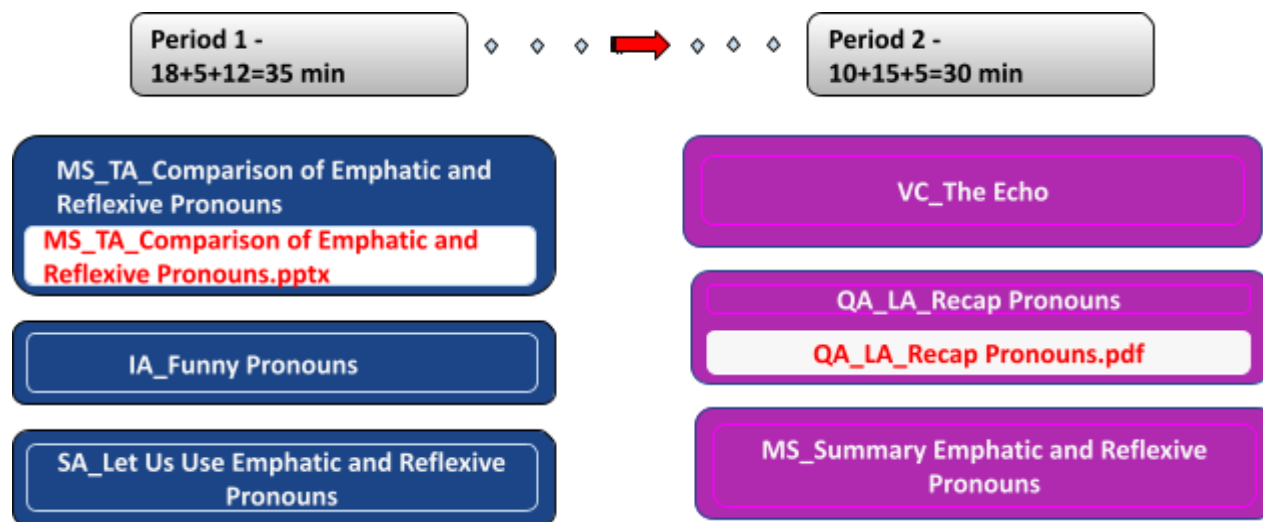 Period 1 -
18+5+12=35 min
Period 2 -
10+15+5=30 min
MS_TA_Comparison of Emphatic and
Reflexive Pronouns
MS_TA_Comparison of Emphatic and
Reflexive Pronouns.pptx
IA_Funny Pronouns
SA_Let Us Use Emphatic and Reflexive
Pronouns
VC_The Echo
QA_LA_Recap Pronouns
QA_LA_Recap Pronouns.pdf
MS_Summary Emphatic and Reflexive
Pronouns